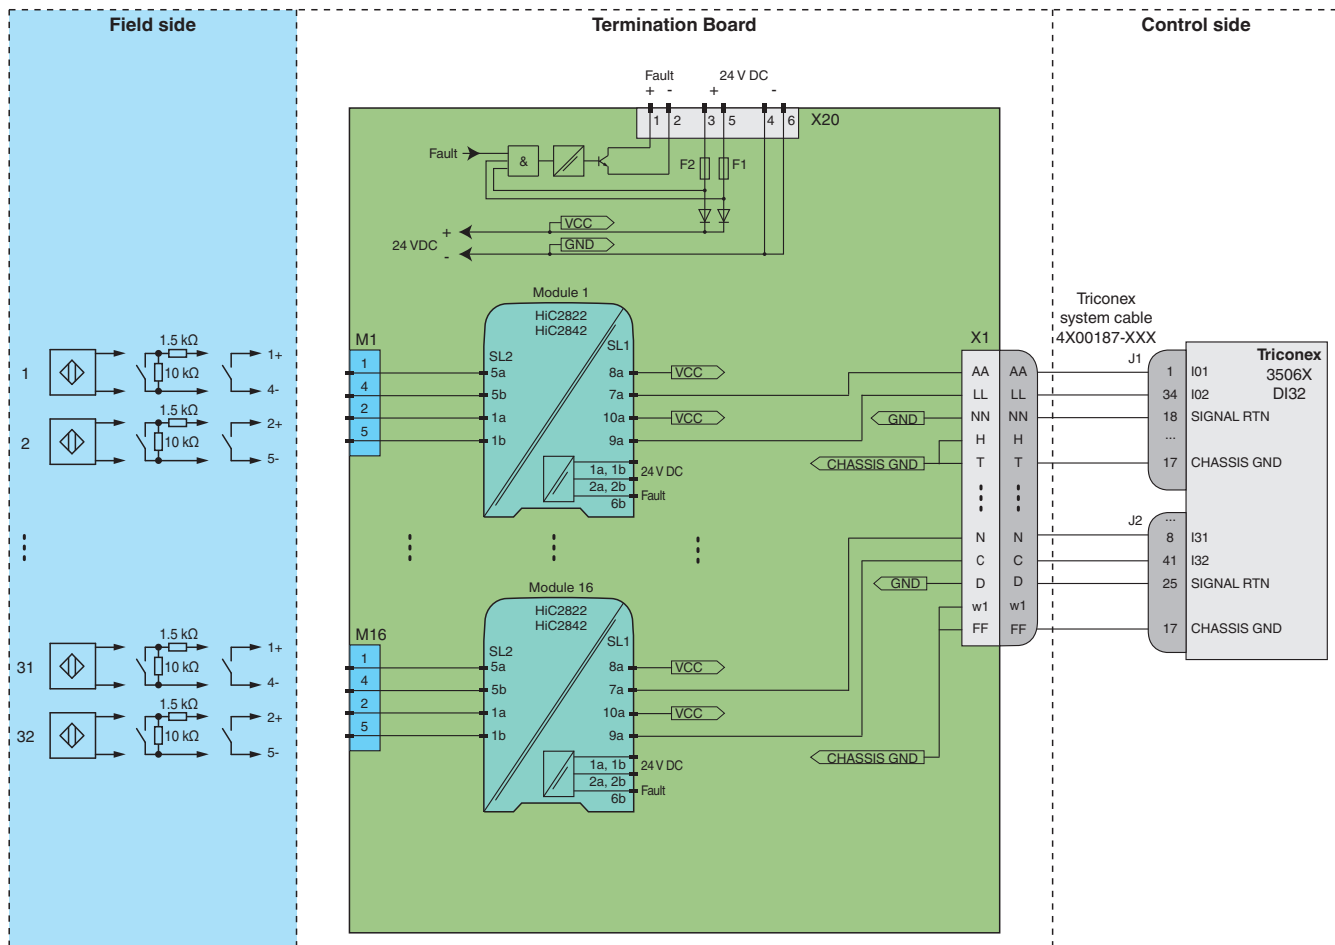 Field side
Termination Board
Control side
Fault
24 V DC
+ -
+ -
1 2 3 5 4 6 X20
Fault
&
F2 F1
VCC
+
24 VDC
GND
-
Module 1
HiC2822
HiC2842
SL2
SL1
M1
1
4
2
5
5a
5b
1a
1b
8a
7a
10a
9a
VCC
VCC
1a, 1b
2a, 2b
6b
24 V DC
Fault
1
1.5 kΩ
10 kΩ
1+
4-
2
1.5 kΩ
10 kΩ
2+
5-
GND
CHASSIS GND
X1
AA AA
LL LL
NN NN
H H
T T
N N
C C
D D
w1 w1
FF FF
Triconex
system cable
4X00187-XXX
J1
1 I01
34 I02
18 SIGNAL RTN
...
17 CHASSIS GND
Triconex
3506X
DI32
J2
...
8 I31
41 I32
25 SIGNAL RTN
17 CHASSIS GND
Module 16
HiC2822
HiC2842
SL2
SL1
M16
1
4
2
5
5a
5b
1a
1b
8a
7a
10a
9a
VCC
VCC
1a, 1b
2a, 2b
6b
24 V DC
Fault
GND
CHASSIS GND
31
1.5 kΩ
10 kΩ
1+
4-
32
1.5 kΩ
10 kΩ
2+
5-